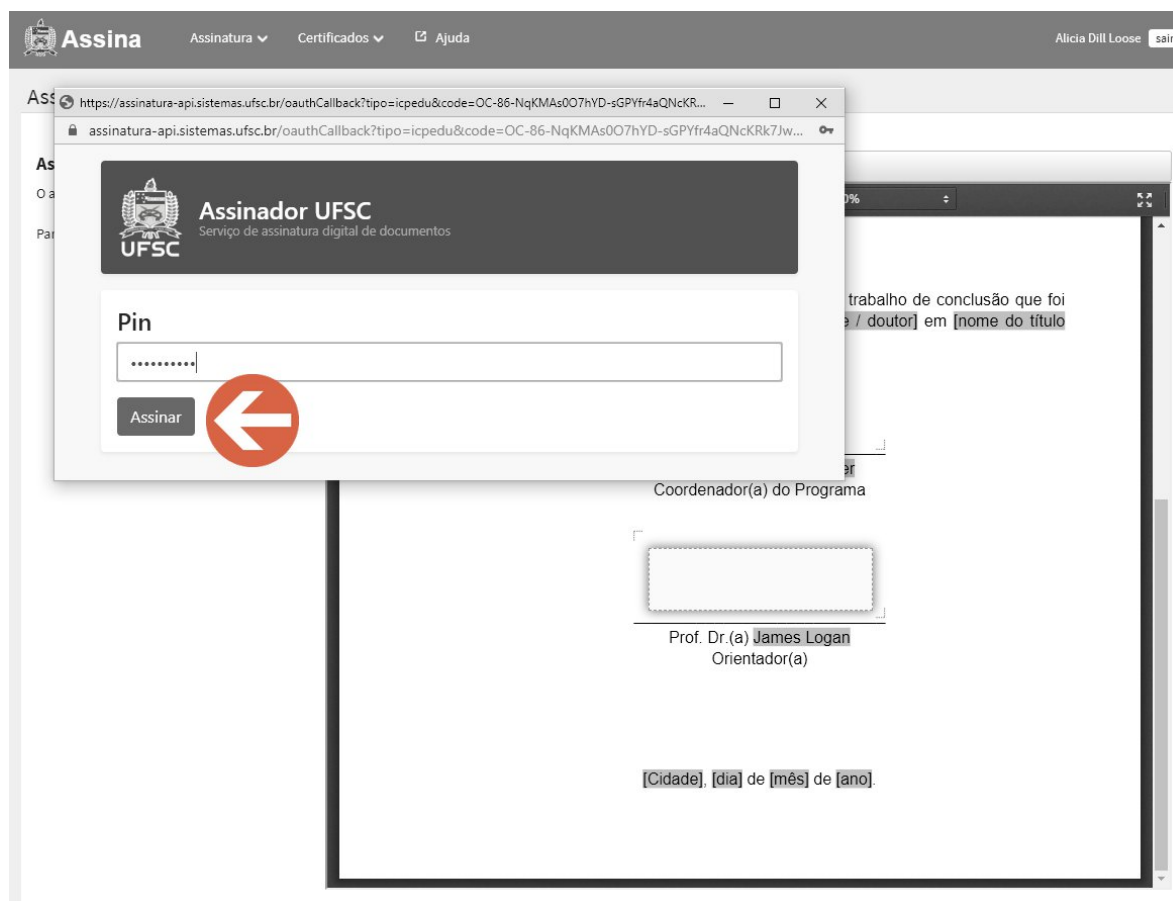 Assina
Assinatura
Certificados
Ajuda
Alicia Dill Loose
https://assinatura-api.sistemas.ufsc.br/oauthCallback?tipo=icpedu&code=OC-86-NqKMAs0O7hYD-sGPYfr4aQNcKR...
assinatura-api.sistemas.ufsc.br/oauthCallback?tipo=icpedu&code=OC-86-NqKMAs0O7hYD-sGPYfr4aQNcKRk7Jw...
UFSC
Assinador UFSC
Serviço de assinatura digital de documentos
Pin
Assinar
trabalho de conclusão que foi
/ doutor] em [nome do título
Coordenador(a) do Programa
Prof. Dr.(a) James Logan
Orientador(a)
[Cidade], [dia] de [mês] de [ano].